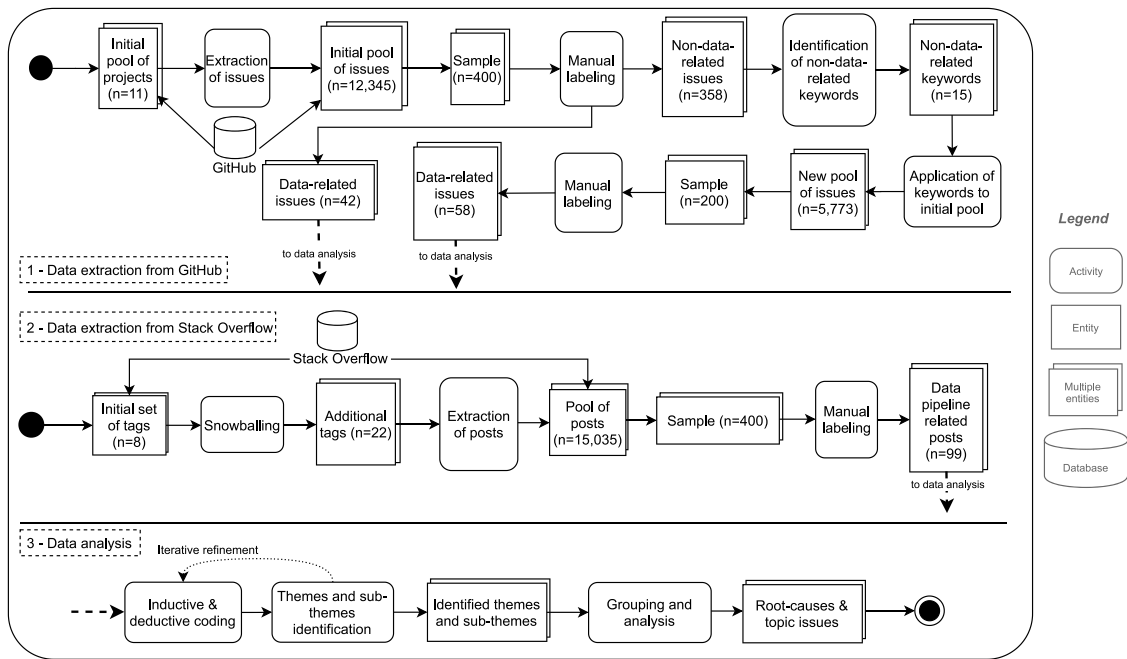 Initial
pool of
projects
(n=11)
Extraction
of issues
Initial pool
of issues
(n=12,345)
Sample
(n=400)
Manual
labeling
Non-data-
related issues
(n=358)
Identification
of non-data-
related
keywords
Non-data-
related
keywords
(n=15)
GitHub
Data-related
issues (n=42)
Data-related
issues
(n=58)
Manual
labeling
Sample
(n=200)
New pool
of issues
(n=5,773)
Application of
keywords to
initial pool
to data analysis
to data analysis
1 - Data extraction from GitHub
2 - Data extraction from Stack Overflow
Stack Overflow
Initial set
of tags
(n=8)
Snowballing
Additional
tags (n=22)
Extraction
of posts
Pool of
posts
(n=15,035)
Sample (n=400)
Manual
labeling
Data
pipeline
related
posts
(n=99)
to data analysis
3 - Data analysis
Iterative refinement
Inductive &
deductive coding
Themes and sub-
themes
identification
Identified themes
and sub-themes
Grouping and
analysis
Root-causes &
topic issues
Legend
Activity
Entity
Multiple
entities
Database